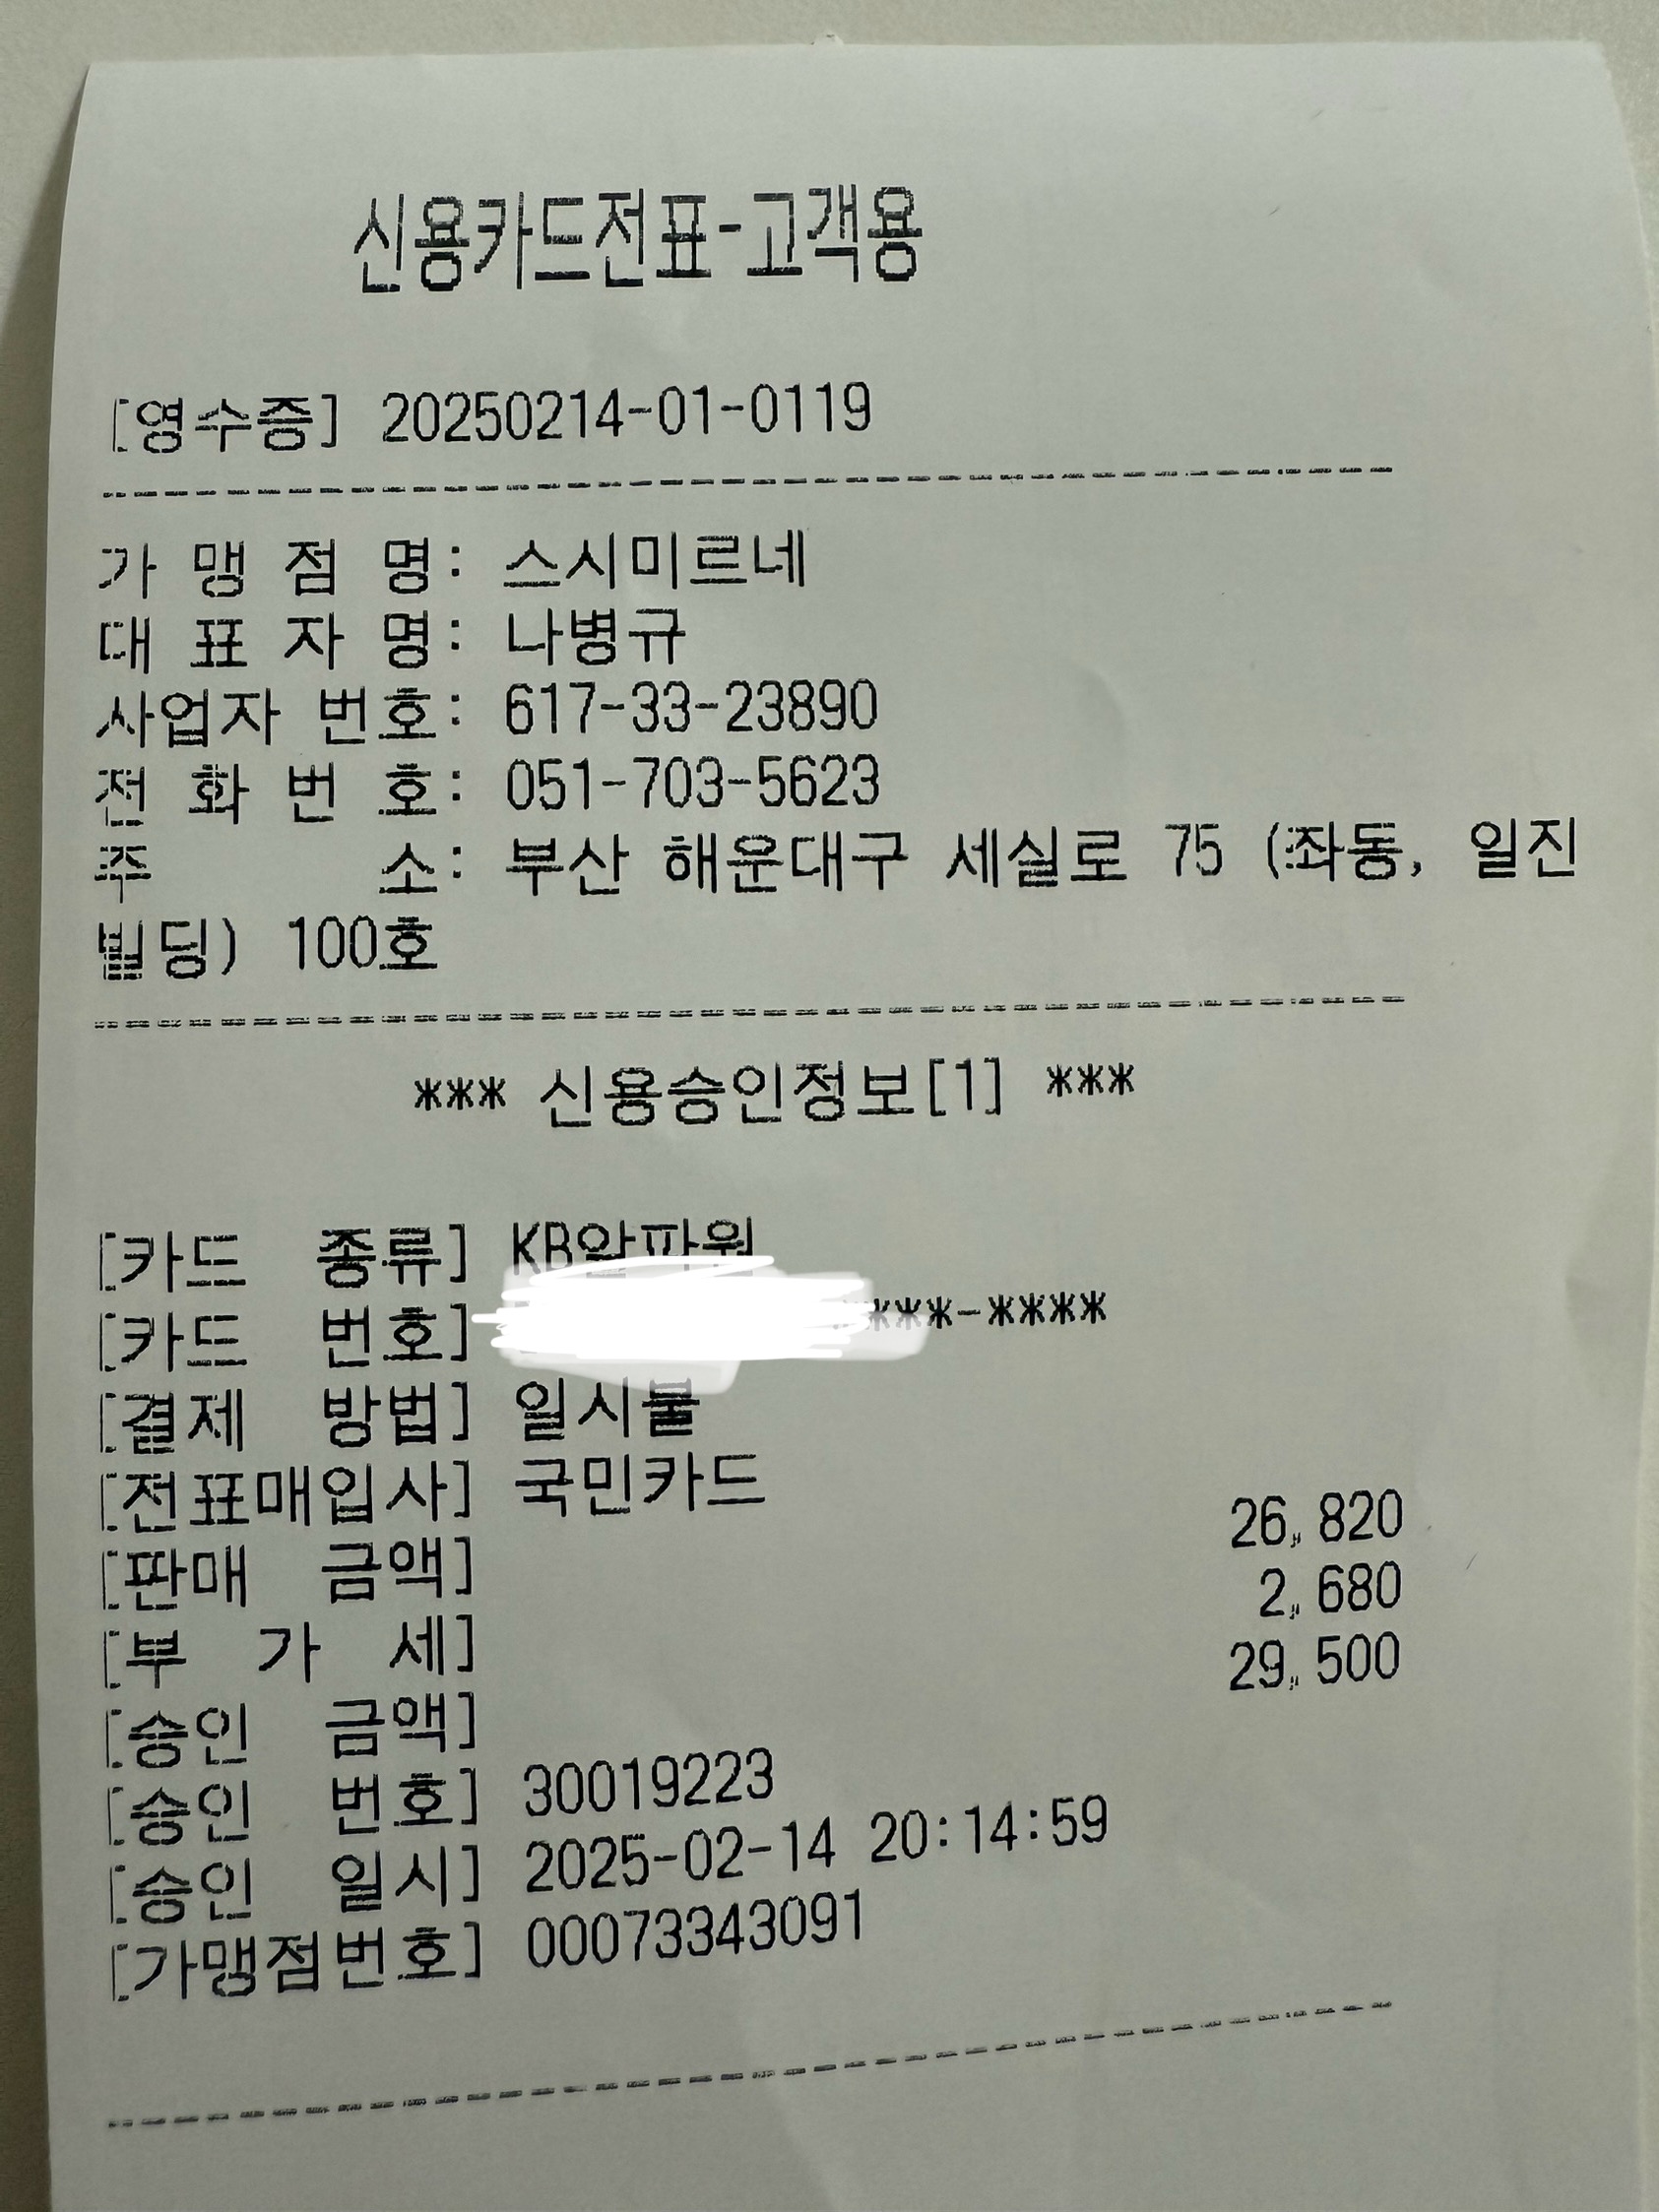 신용카드전표-고객용
[영수증] 20250214-01-0119
가 맹 점 명: 스시미르네
대 표 자 명: 나병규
사업자 번호: 617-33-23890
전 화 번 호: 051-703-5623
주 소: 부산 해운대구 세실로 75 (좌동, 일진
빌딩) 100호
*** 신용승인정보[1] ***
[카드 종류] KB알파원
[카드 번호] ***-****
[결제 방법] 일시불
[전표매입사] 국민카드
[판매 금액] 26,820
[부 가 세] 2,680
[승인 금액] 29,500
[승인 번호] 30019223
[승인 일시] 2025-02-14 20:14:59
[가맹점번호] 00073343091